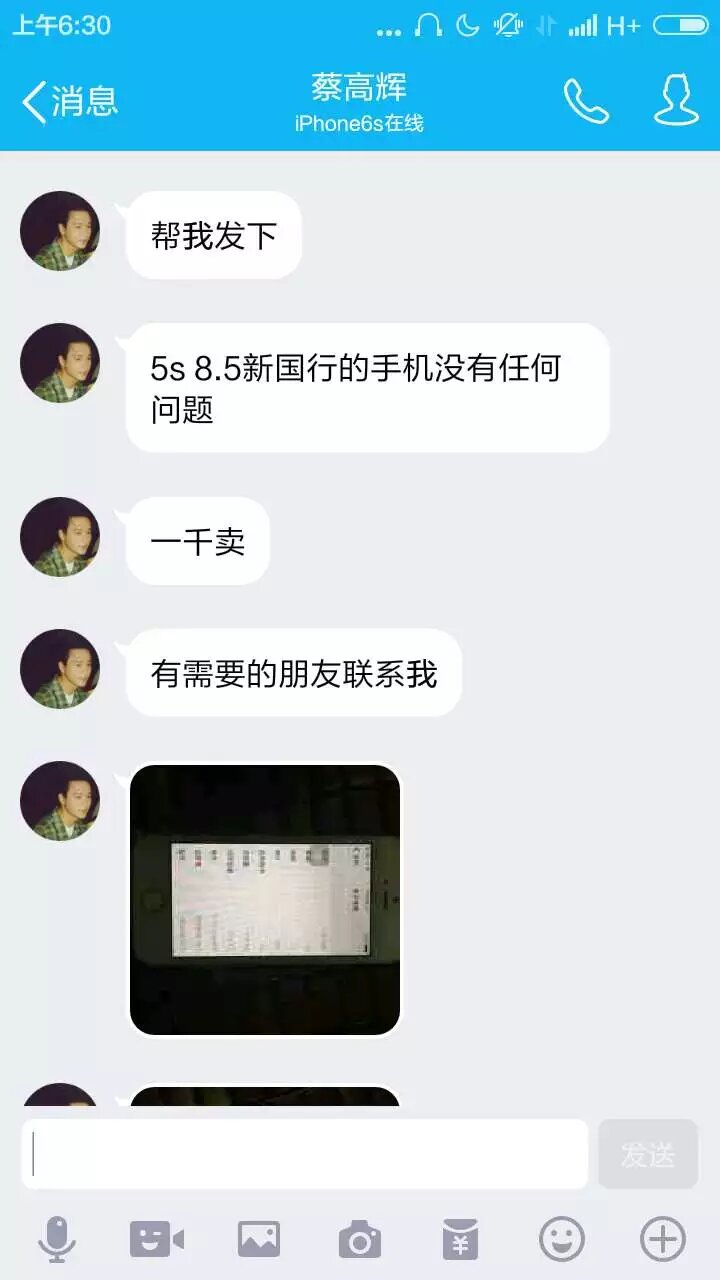 上午6:30
H+
消息
蔡高辉
iPhone6s在线
帮我发下
5s 8.5新国行的手机没有任何
问题
一千卖
有需要的朋友联系我
发送